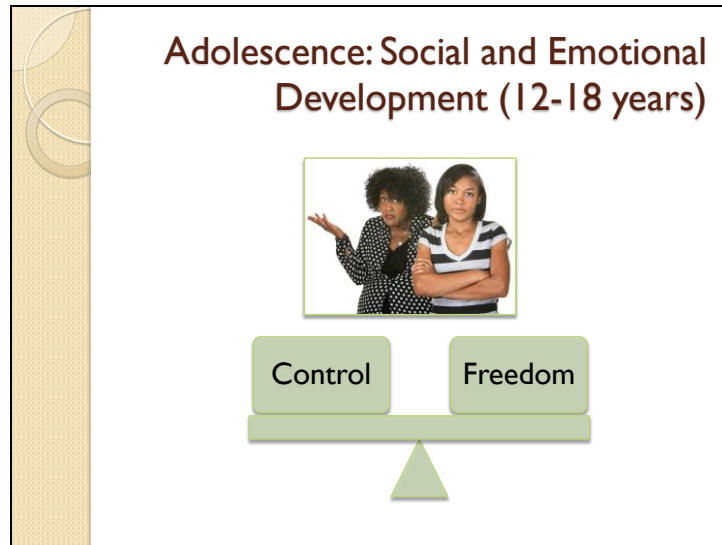 Adolescence: Social and Emotional
Development (12-18 years)
Control
Freedom